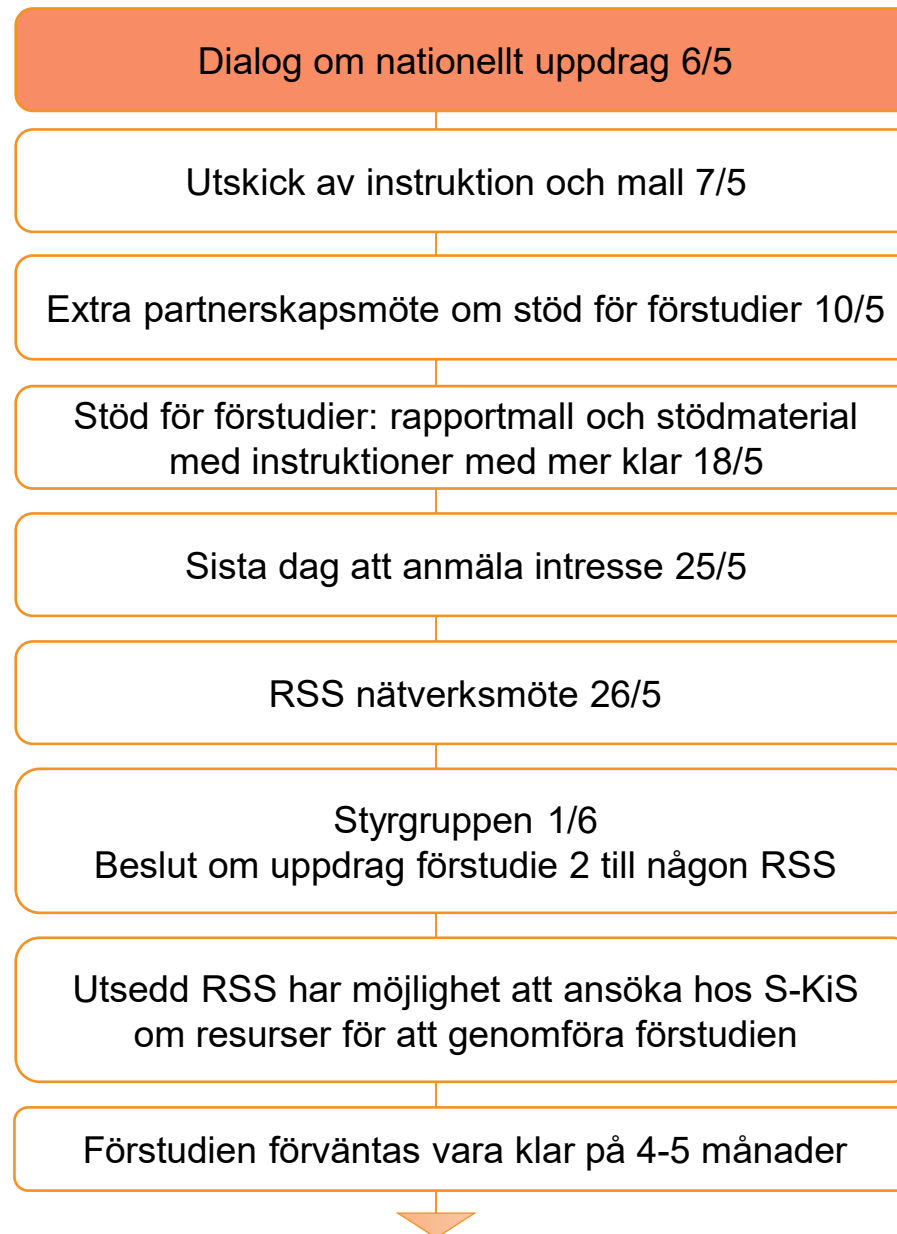 Dialog om nationellt uppdrag 6/5
Utskick av instruktion och mall 7/5
Extra partnerskapsmöte om stöd för förstudier 10/5
Stöd för förstudier: rapportmall och stödmaterial
med instruktioner med mer klar 18/5
Sista dag att anmäla intresse 25/5
RSS nätverksmöte 26/5
Styrgruppen 1/6
Beslut om uppdrag förstudie 2 till någon RSS
Utsedd RSS har möjlighet att ansöka hos S-KiS
om resurser för att genomföra förstudien
Förstudien förväntas vara klar på 4-5 månader